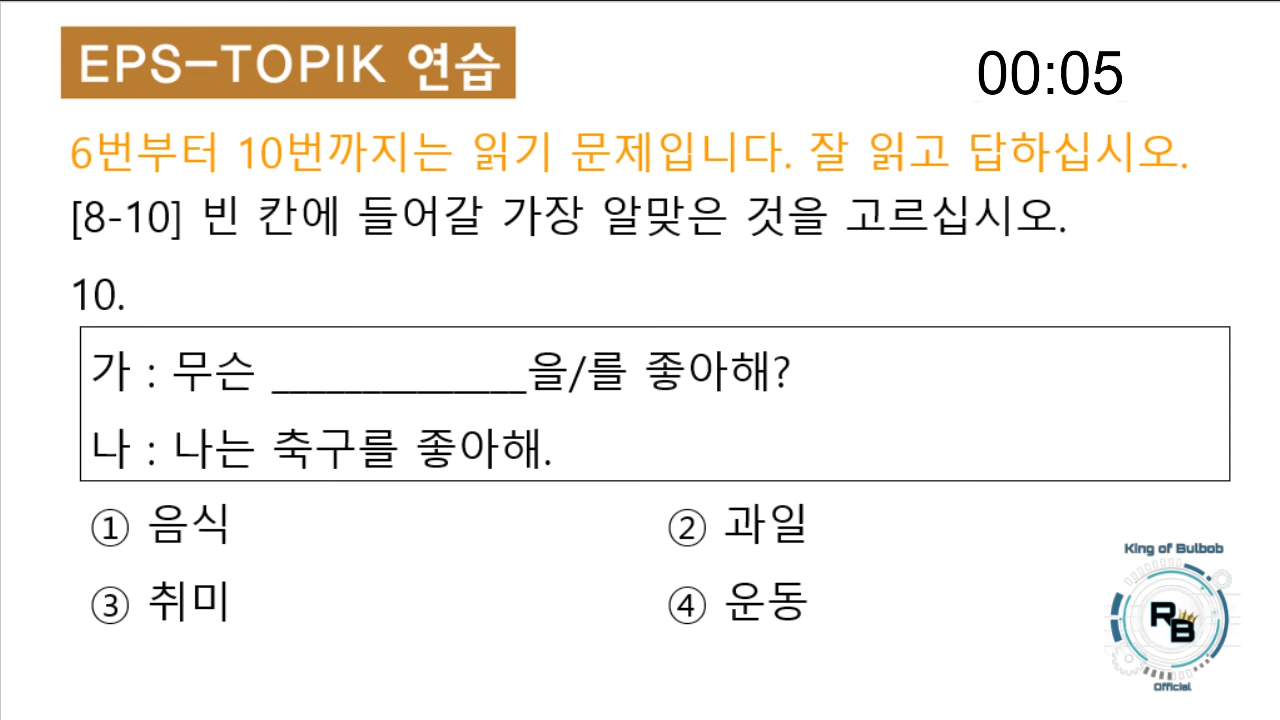 EPS-TOPIK 연습
00:05
6번부터 10번까지는 읽기 문제입니다. 잘 읽고 답하십시오.
[8-10] 빈 칸에 들어갈 가장 알맞은 것을 고르십시오.
10.
가 : 무슨 ______________을/를 좋아해?
나 : 나는 축구를 좋아해.
① 음식 ② 과일
③ 취미 ④ 운동
King of Bulbob
RB
Official